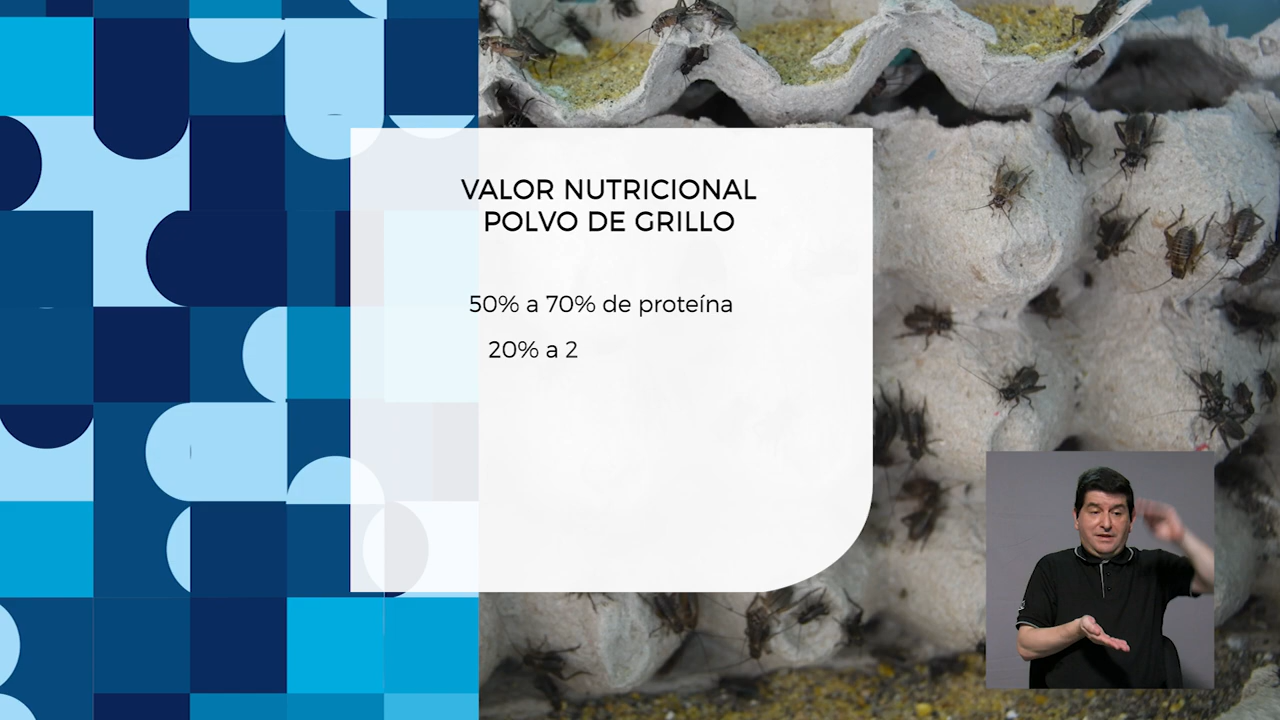 VALOR NUTRICIONAL
POLVO DE GRILLO
50% a 70% de proteína
20% a 2